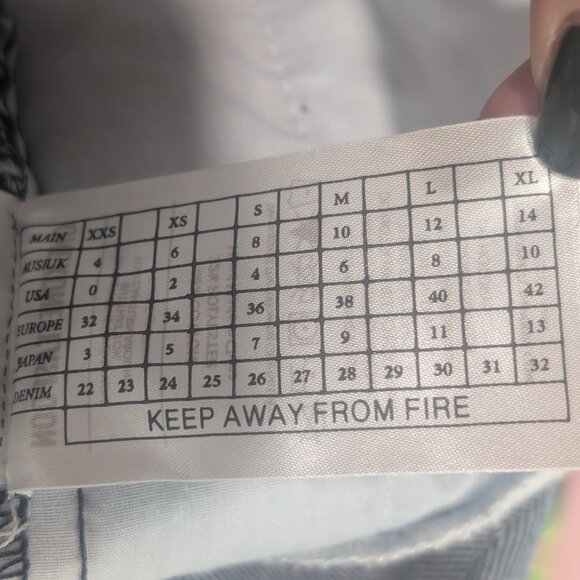 MAIN XXS XS S M L XL
AUS/UK 4 6 8 10 12 14
USA 0 2 4 6 8 10
EUROPE 32 34 36 38 40 42
JAPAN 3 5 7 9 11 13
DENIM 22 23 24 25 26 27 28 29 30 31 32
KEEP AWAY FROM FIRE